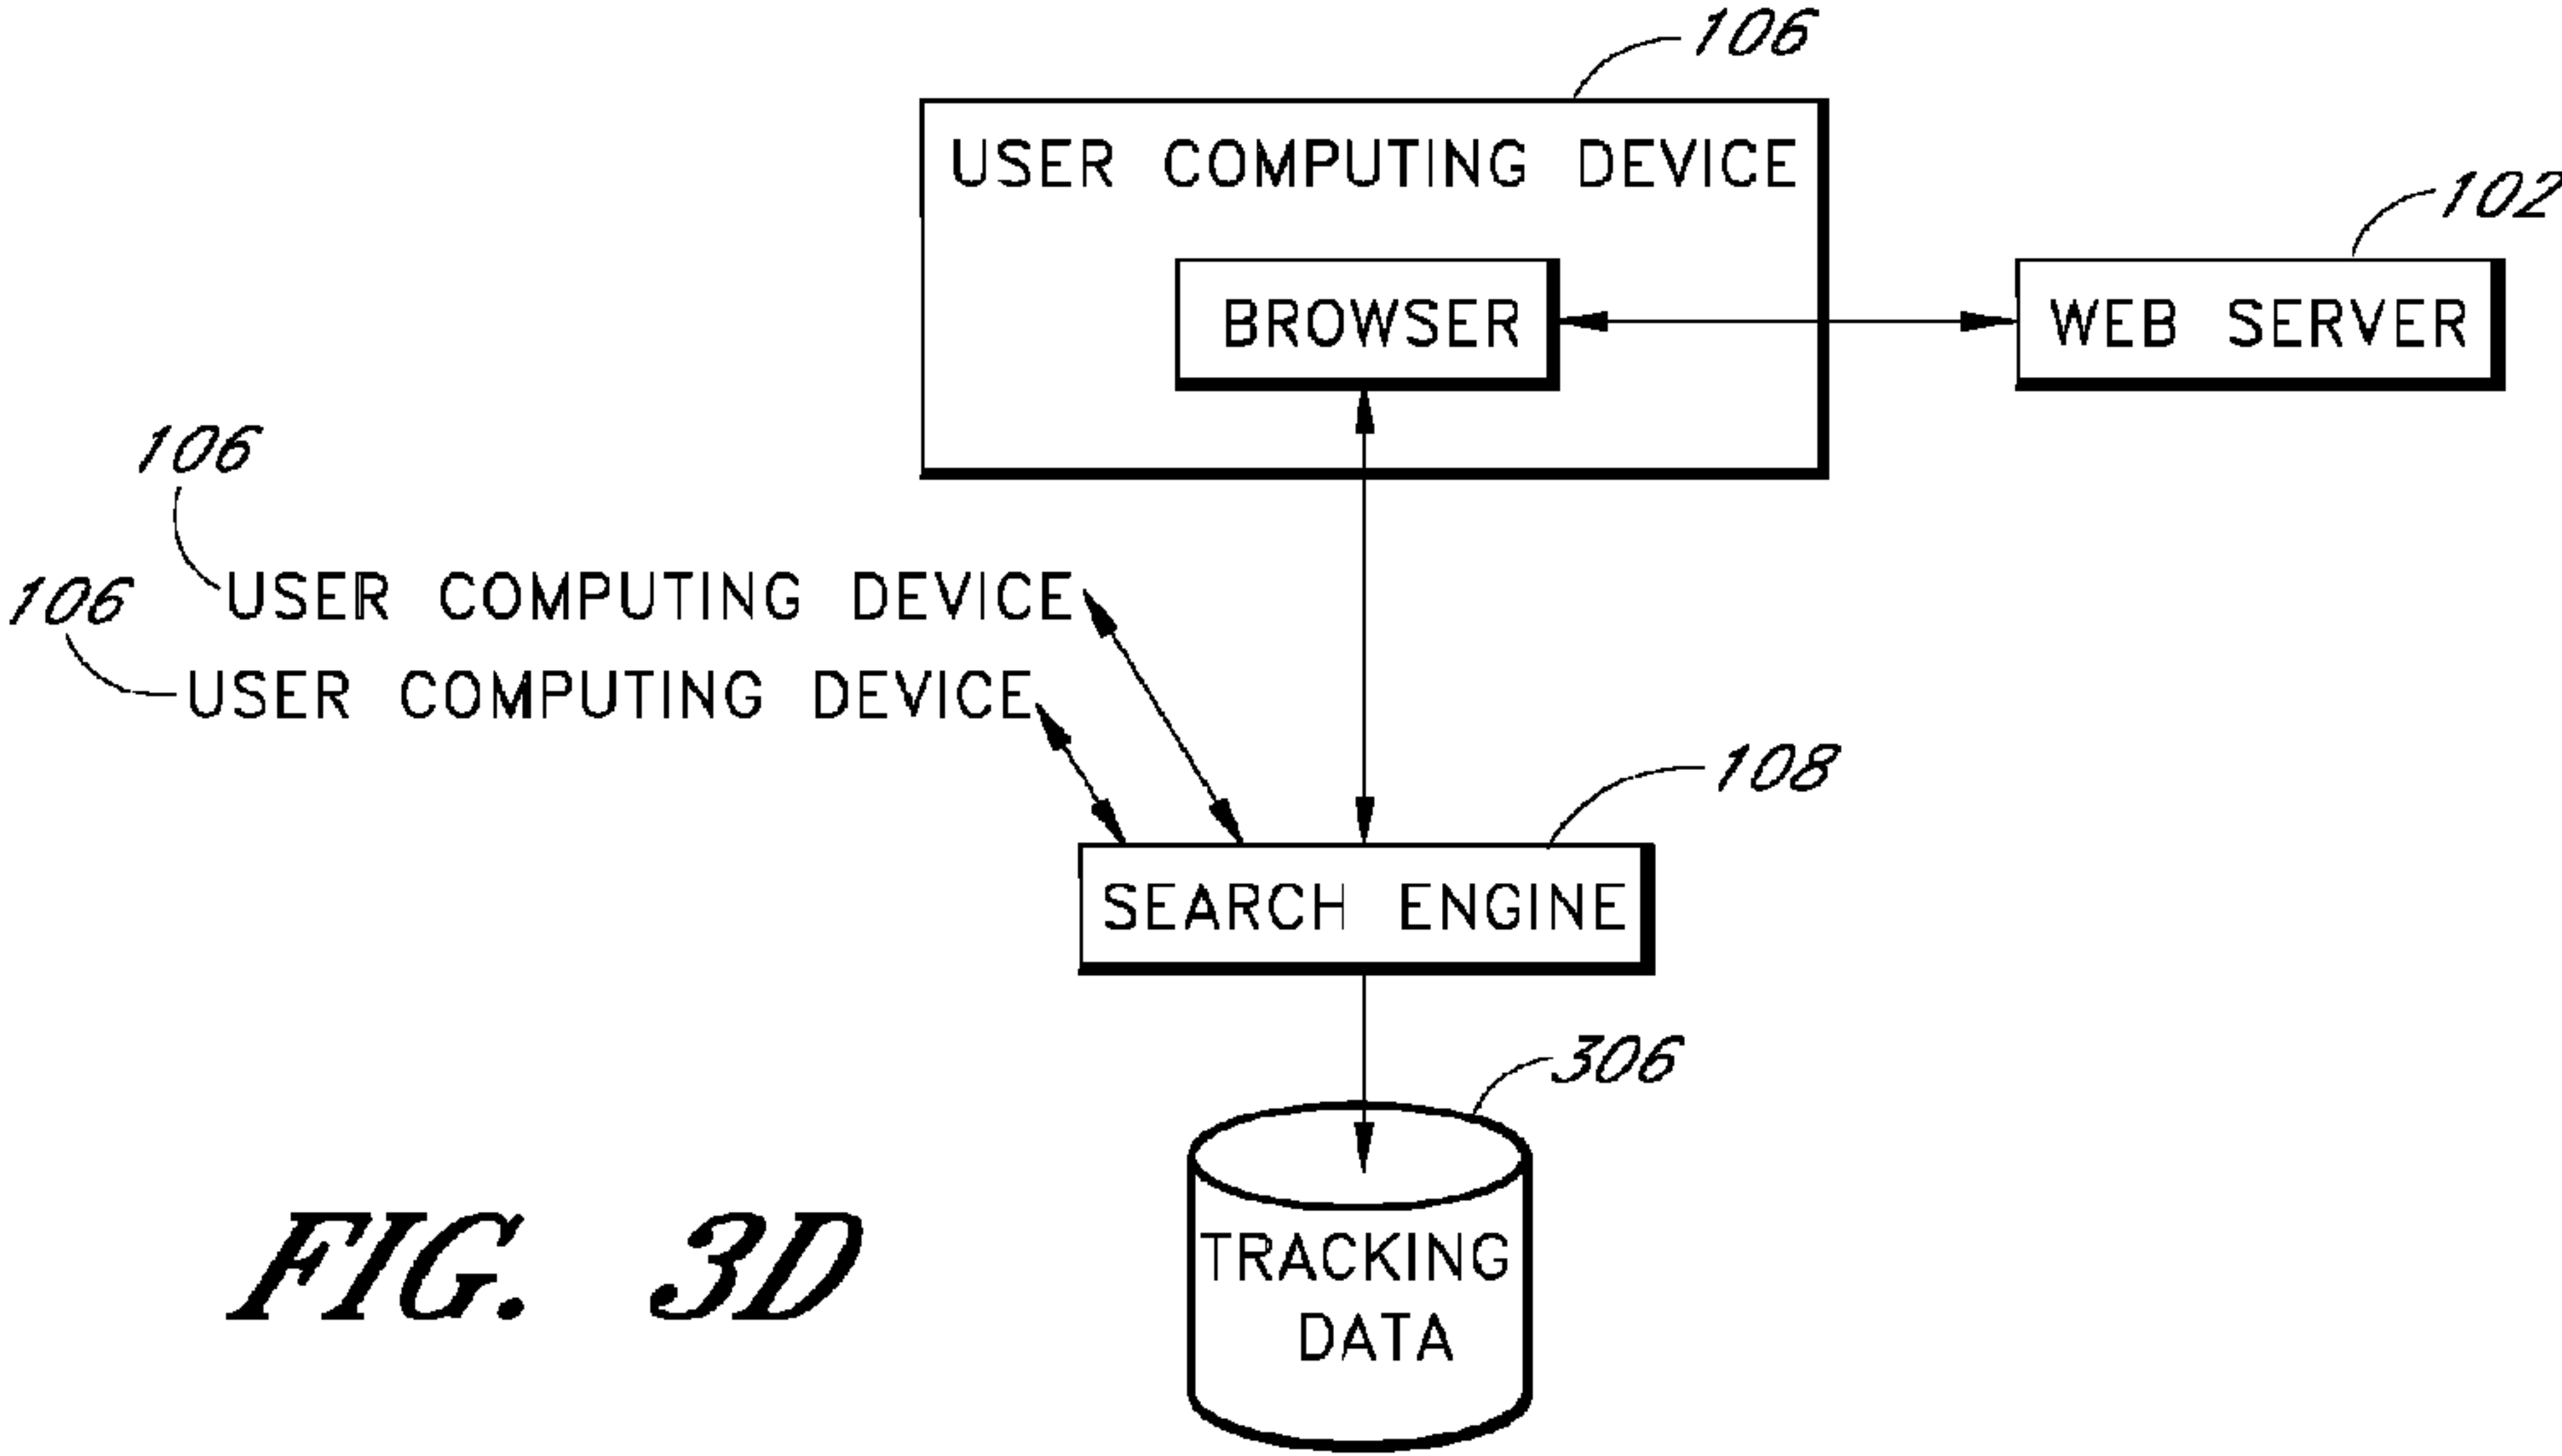 106
USER COMPUTING DEVICE
102
BROWSER
WEB SERVER
106
USER COMPUTING DEVICE
106
USER COMPUTING DEVICE
108
SEARCH ENGINE
306
TRACKING
DATA
FIG. 3D